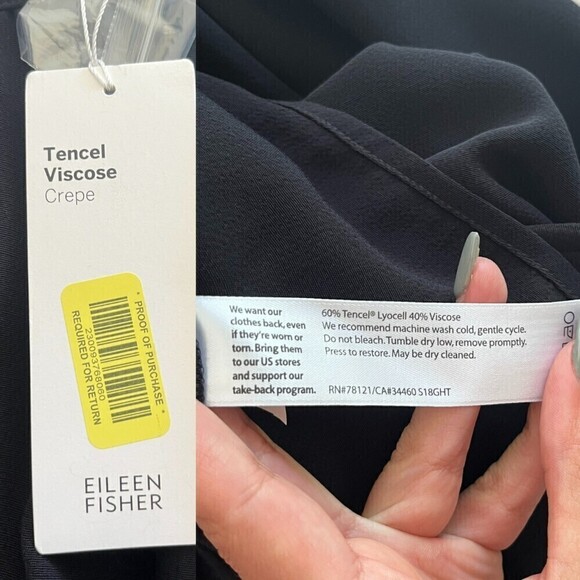 Tencel
Viscose
Crepe
* PROOF OF PURCHASE *
230093768060
REQUIRED FOR RETURN
EILEEN
FISHER
We want our
clothes back, even
if they're worn or
torn. Bring them
to our US stores
and support our
take-back program.
60% Tencel® Lyocell 40% Viscose
We recommend machine wash cold, gentle cycle.
Do not bleach. Tumble dry low, remove promptly.
Press to restore. May be dry cleaned.
RN#78121/CA#34460 S18GHT